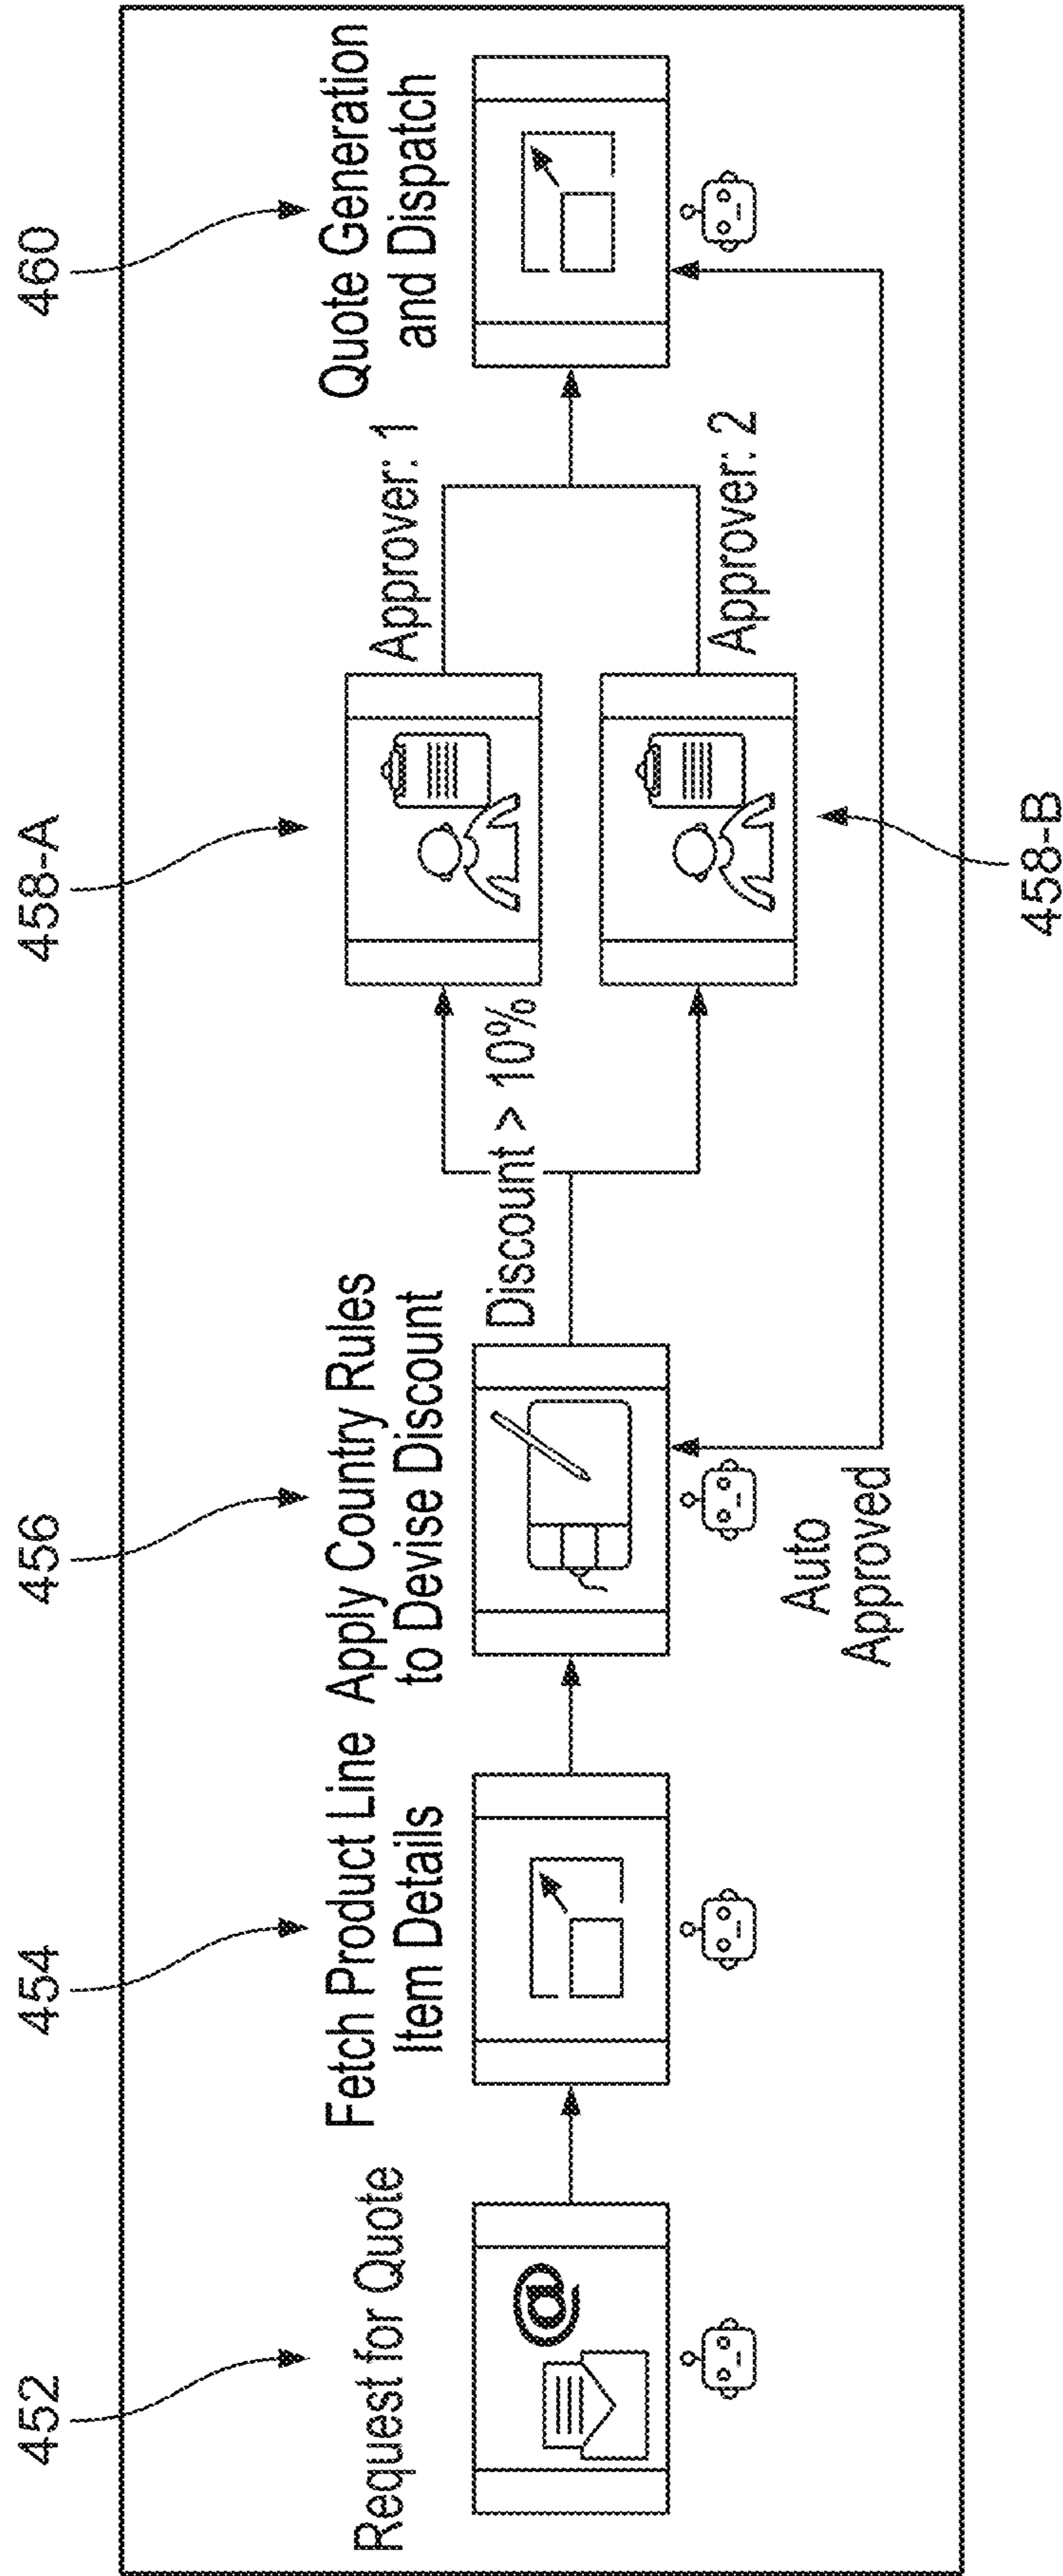 452
454
456
458-A
460
Request for Quote
Fetch Product Line
Item Details
Apply Country Rules
to Devise Discount
Discount > 10%
Approver: 1
Approver: 2
Quote Generation
and Dispatch
Auto
Approved
458-B